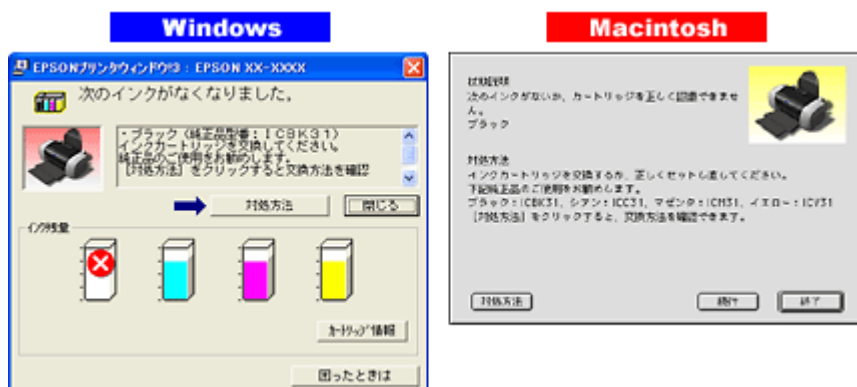 Windows
EPSONプリンタウィンドウ!3 : EPSON XX-XXXX
次のインクがなくなりました。
・ブラック (純正品型番：ICBK31)
インクカートリッジを交換してください。
純正品のご使用をお勧めします。
[対処方法] をクリックすると交換方法を確認
対処方法
閉じる
インク残量
カートリッジ情報
困ったときは
Macintosh
状態説明
次のインクがないか、カートリッジを正しく認識できませ
ん。
ブラック
対処方法
インクカートリッジを交換するか、正しくセットし直してください。
下記純正品のご使用をお勧めします。
ブラック：ICBK31, シアン：ICC31, マゼンタ：ICM31, イエロー：ICY31
[対処方法] をクリックすると、交換方法を確認できます。
対処方法
続行
終了